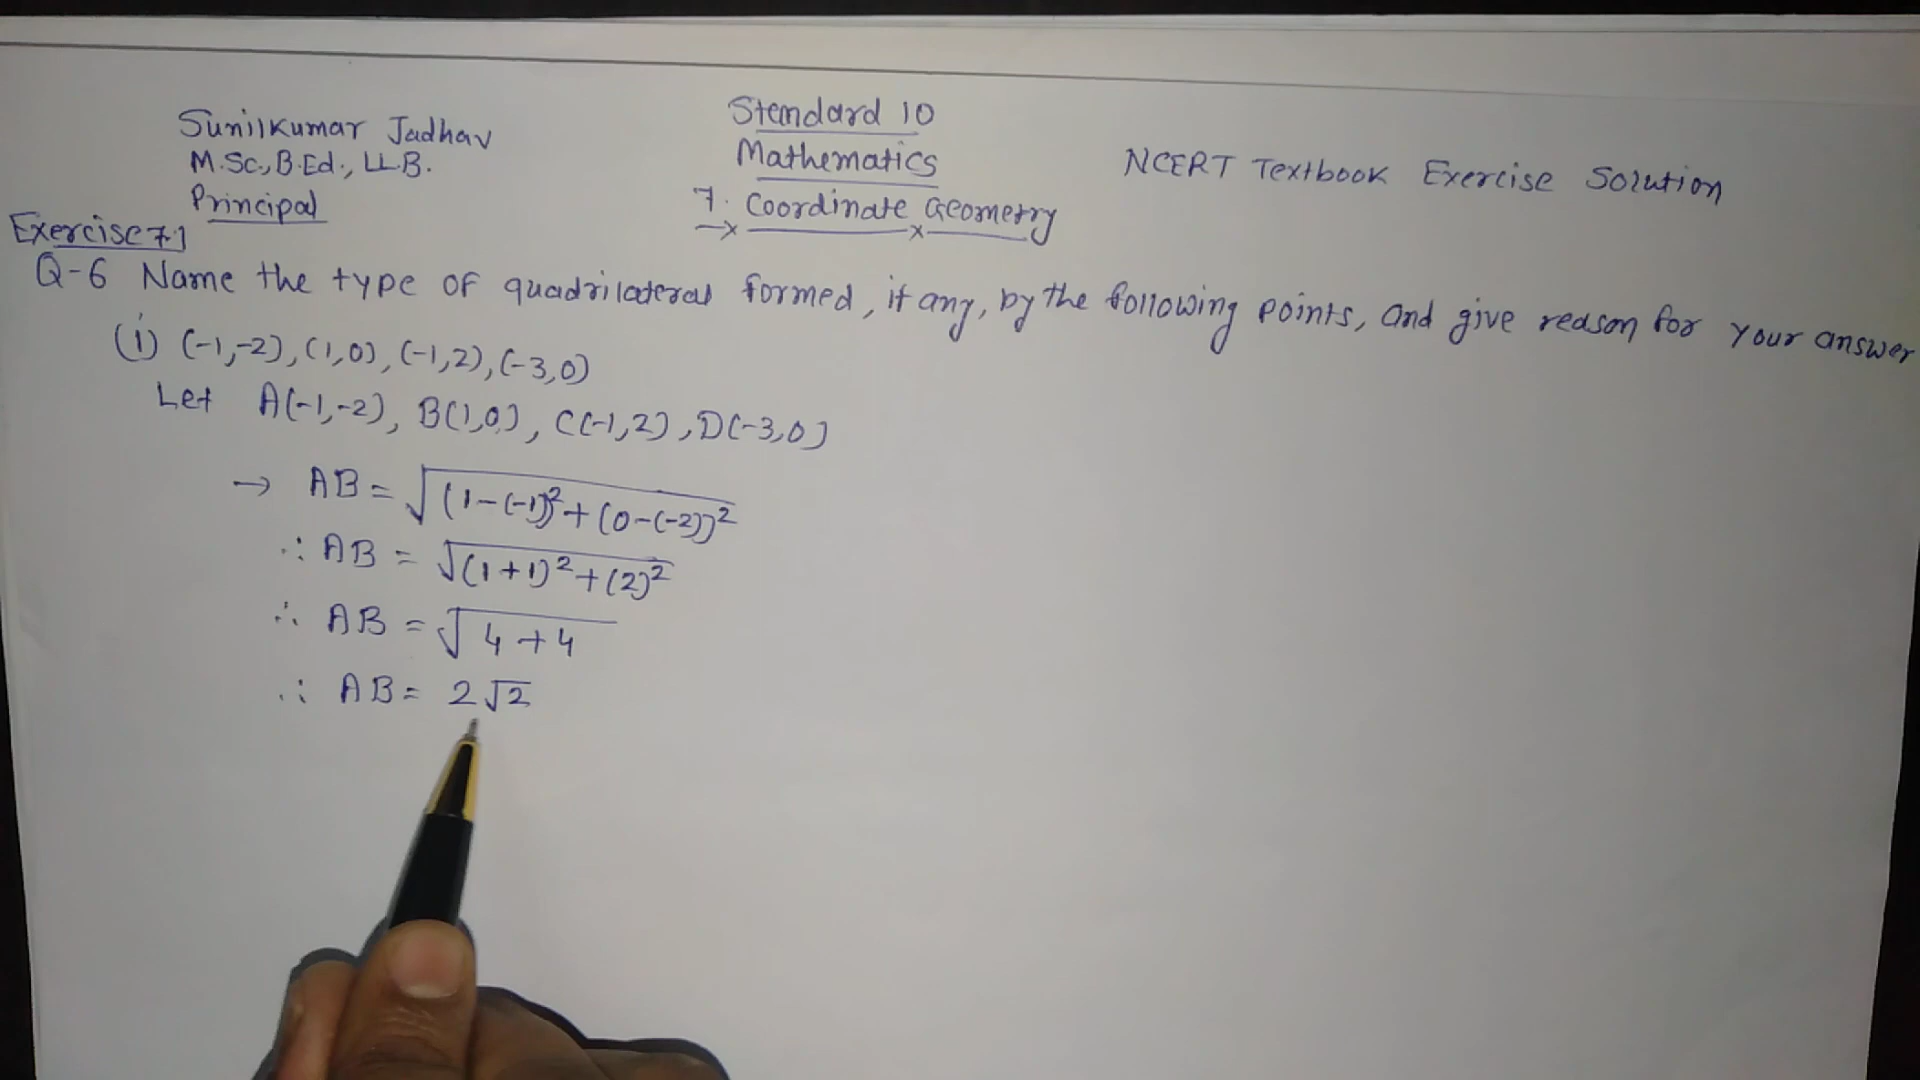 Sunilkumar Jadhav
M.Sc., B.Ed., LL.B.
Principal
Standard 10
Mathematics
7. Coordinate Geometry
NCERT Textbook Exercise Solution
Exercise 7.1
Q-6 Name the type of quadrilateral formed, if any, by the following points, and give reason for your answer
(i) (-1,-2), (1,0), (-1,2), (-3,0)
Let A(-1,-2), B(1,0), C(-1,2), D(-3,0)
→ AB = √(1-(-1))²+(0-(-2))²
∴ AB = √(1+1)²+(2)²
∴ AB = √4+4
∴ AB = 2√2